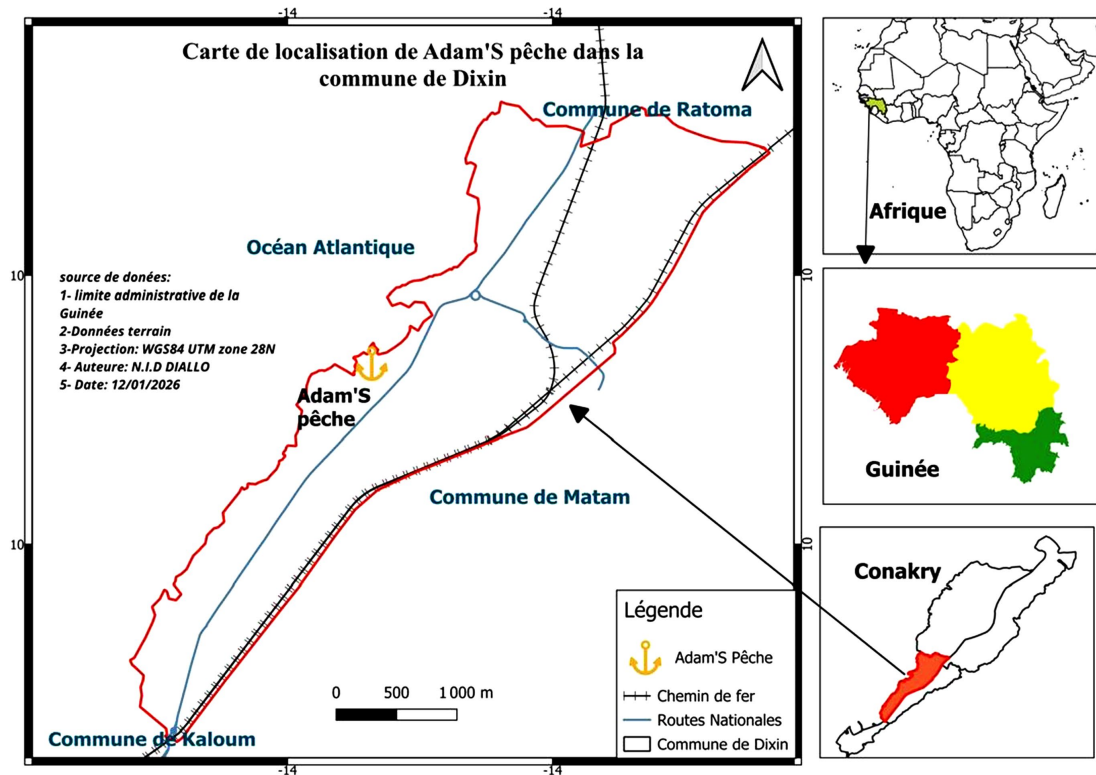 -14
-14
Carte de localisation de Adam'S pêche dans la
commune de Dixin
Commune de Ratoma
Océan Atlantique
10
10
source de donées:
1- limite administrative de la
Guinée
2-Données terrain
3-Projection: WGS84 UTM zone 28N
4- Auteure: N.I.D DIALLO
5- Date: 12/01/2026
Adam'S
pêche
Commune de Matam
10
10
Commune de Kaloum
0 500 1 000 m
Légende
Adam'S Pêche
Chemin de fer
Routes Nationales
Commune de Dixin
-14
-14
Afrique
Guinée
Conakry